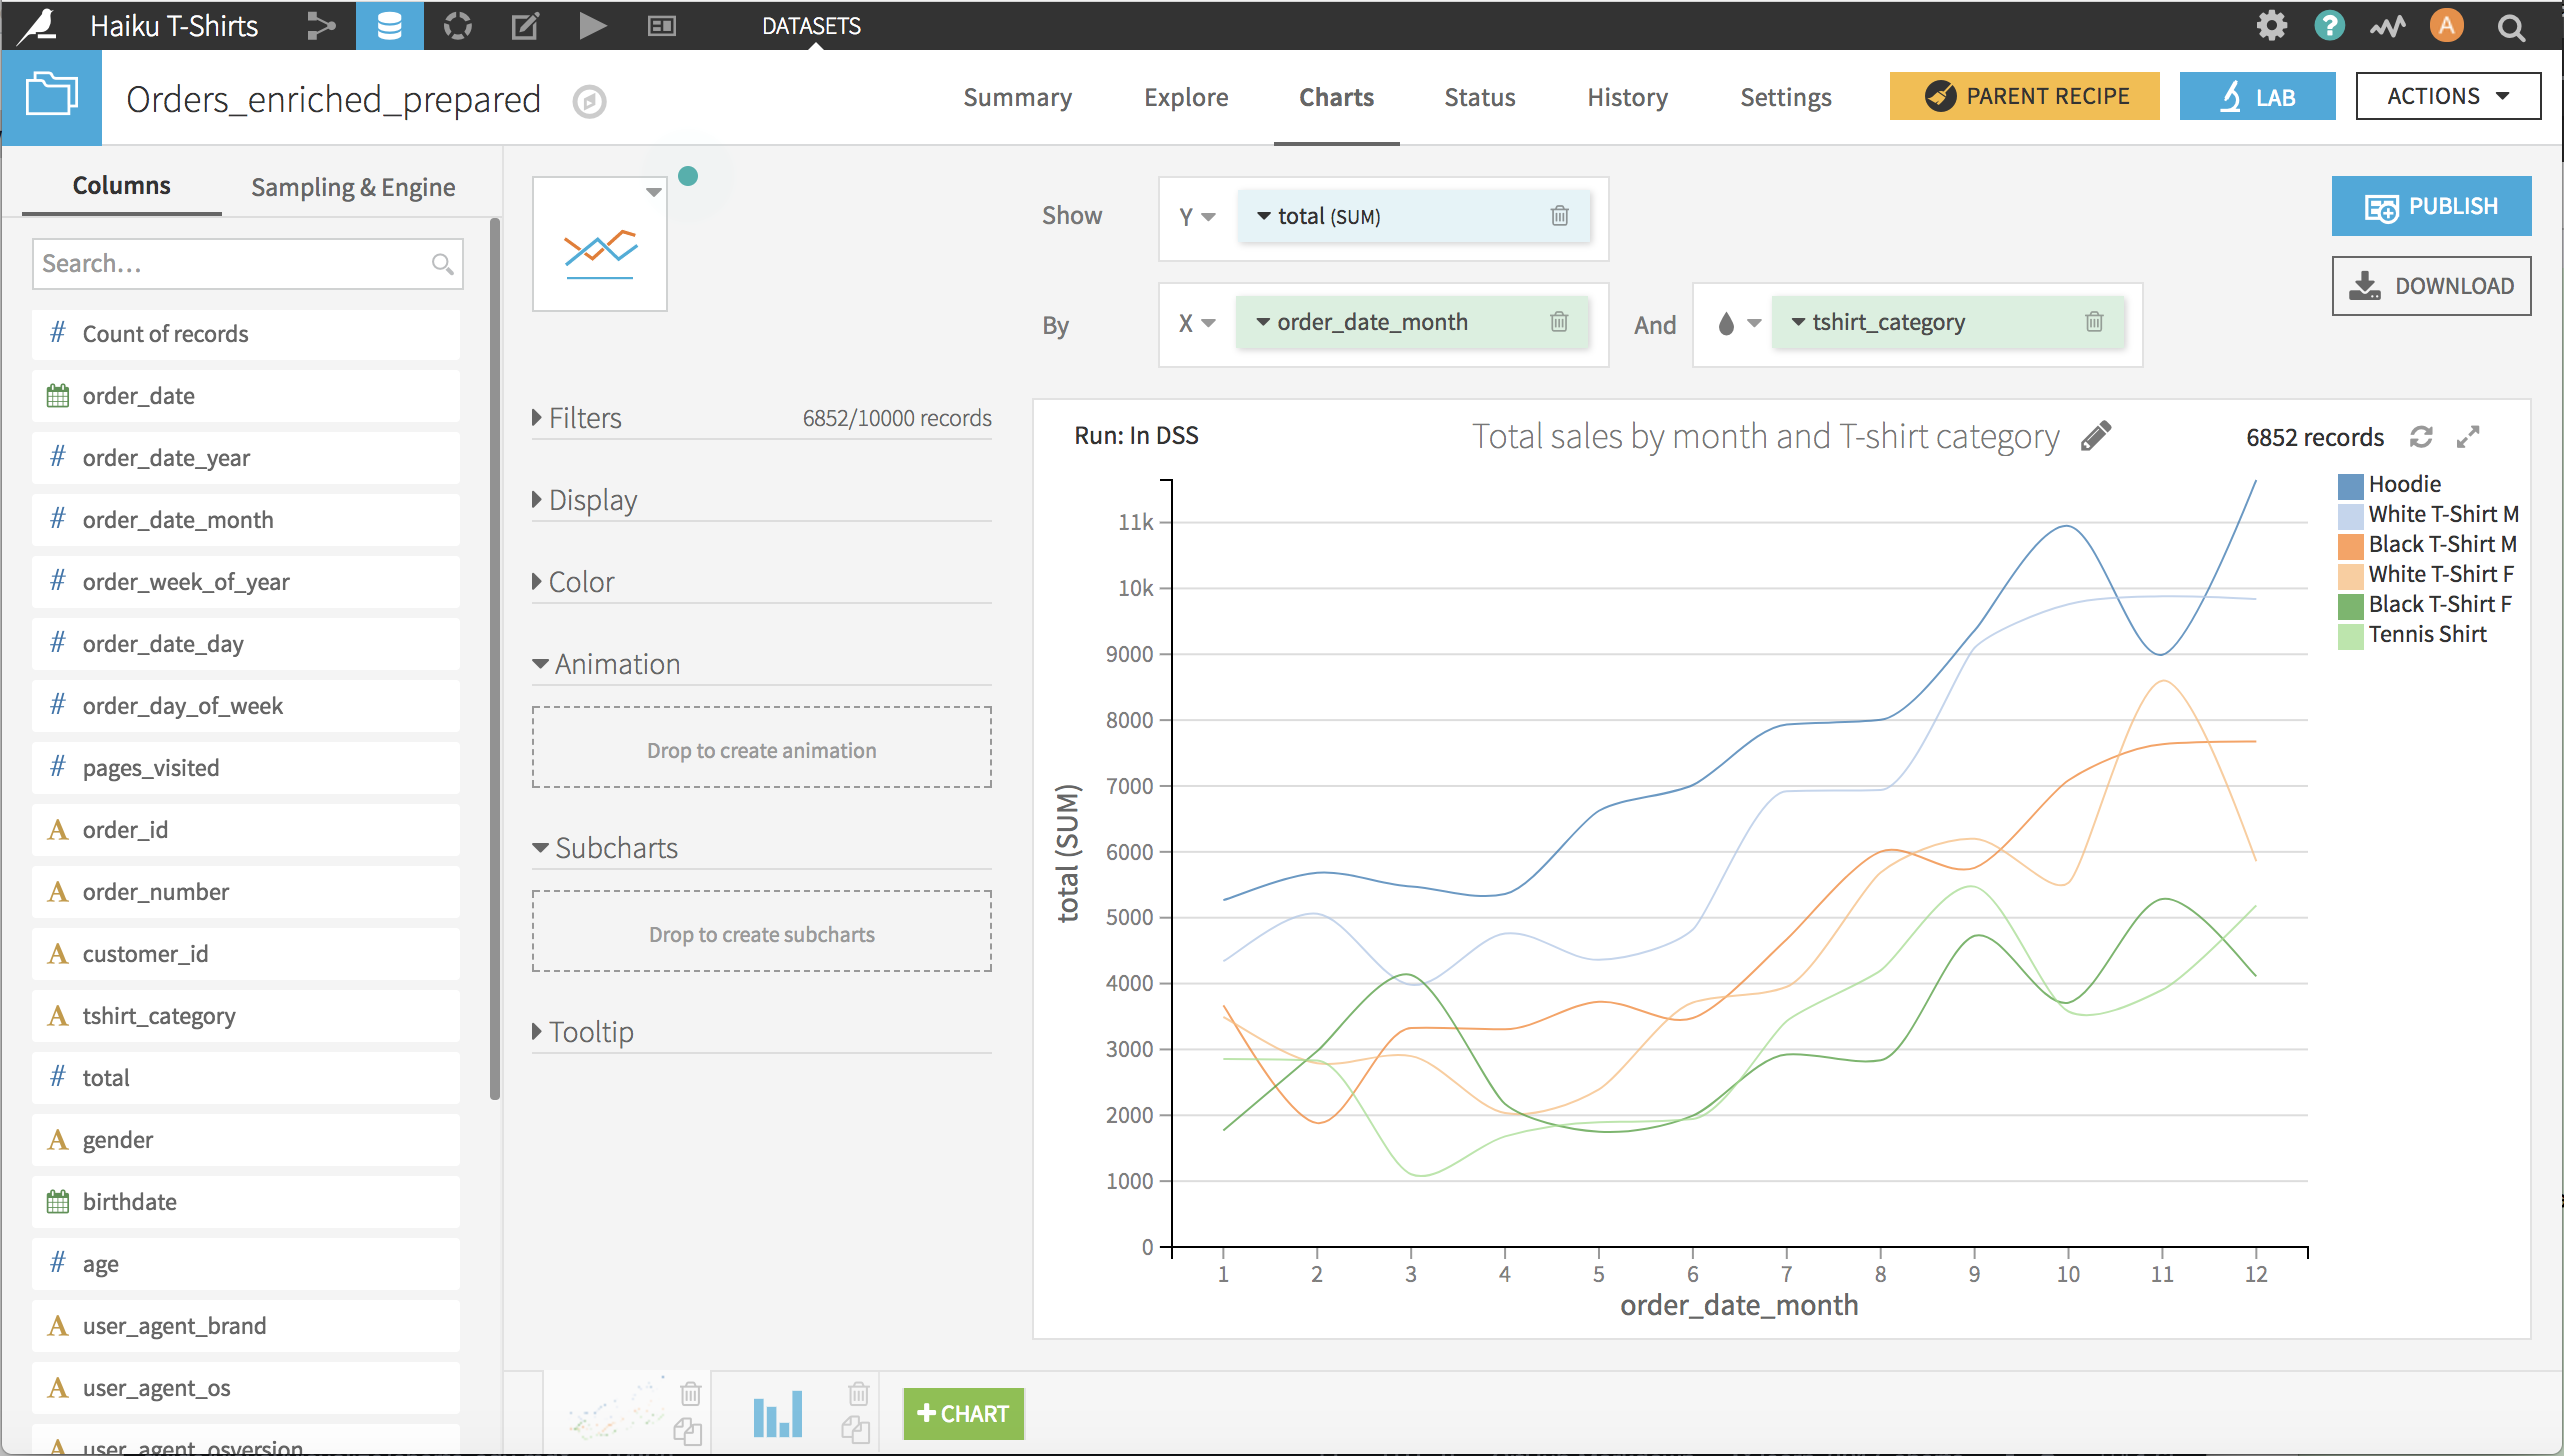 Haiku T-Shirts
DATASETS
?
A
Orders_enriched_prepared
Summary
Explore
Charts
Status
History
Settings
PARENT RECIPE
LAB
ACTIONS
Columns
Sampling & Engine
Search...
# Count of records
order_date
# order_date_year
# order_date_month
# order_week_of_year
# order_date_day
# order_day_of_week
# pages_visited
A order_id
A order_number
A customer_id
A tshirt_category
# total
A gender
birthdate
# age
A user_agent_brand
A user_agent_os
A user_agent_osversion
Show
Y
total (SUM)
By
X
order_date_month
And
tshirt_category
PUBLISH
DOWNLOAD
Filters
6852/10000 records
Display
Color
Animation
Drop to create animation
Subcharts
Drop to create subcharts
Tooltip
Run: In DSS
Total sales by month and T-shirt category
6852 records
Hoodie
White T-Shirt M
Black T-Shirt M
White T-Shirt F
Black T-Shirt F
Tennis Shirt
total (SUM)
11k
10k
9000
8000
7000
6000
5000
4000
3000
2000
1000
0
1 2 3 4 5 6 7 8 9 10 11 12
order_date_month
+ CHART